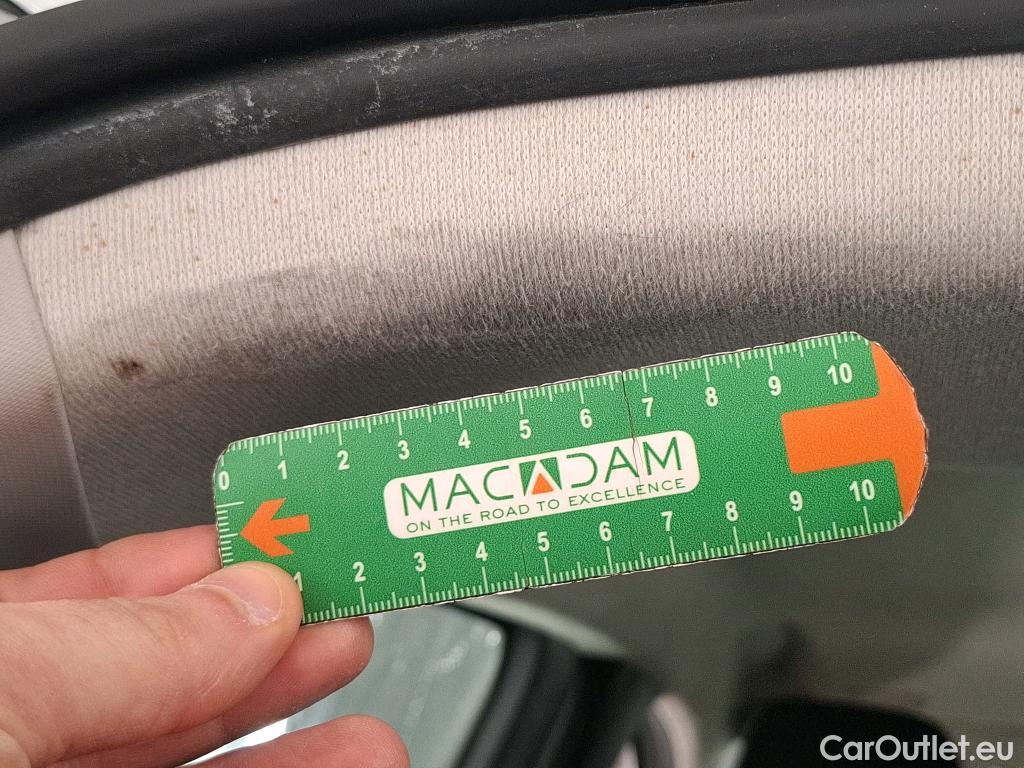 0 1 2 3 4 5 6 7 8 9 10
MACADAM
ON THE ROAD TO EXCELLENCE
1 2 3 4 5 6 7 8 9 10
CarOutlet.eu